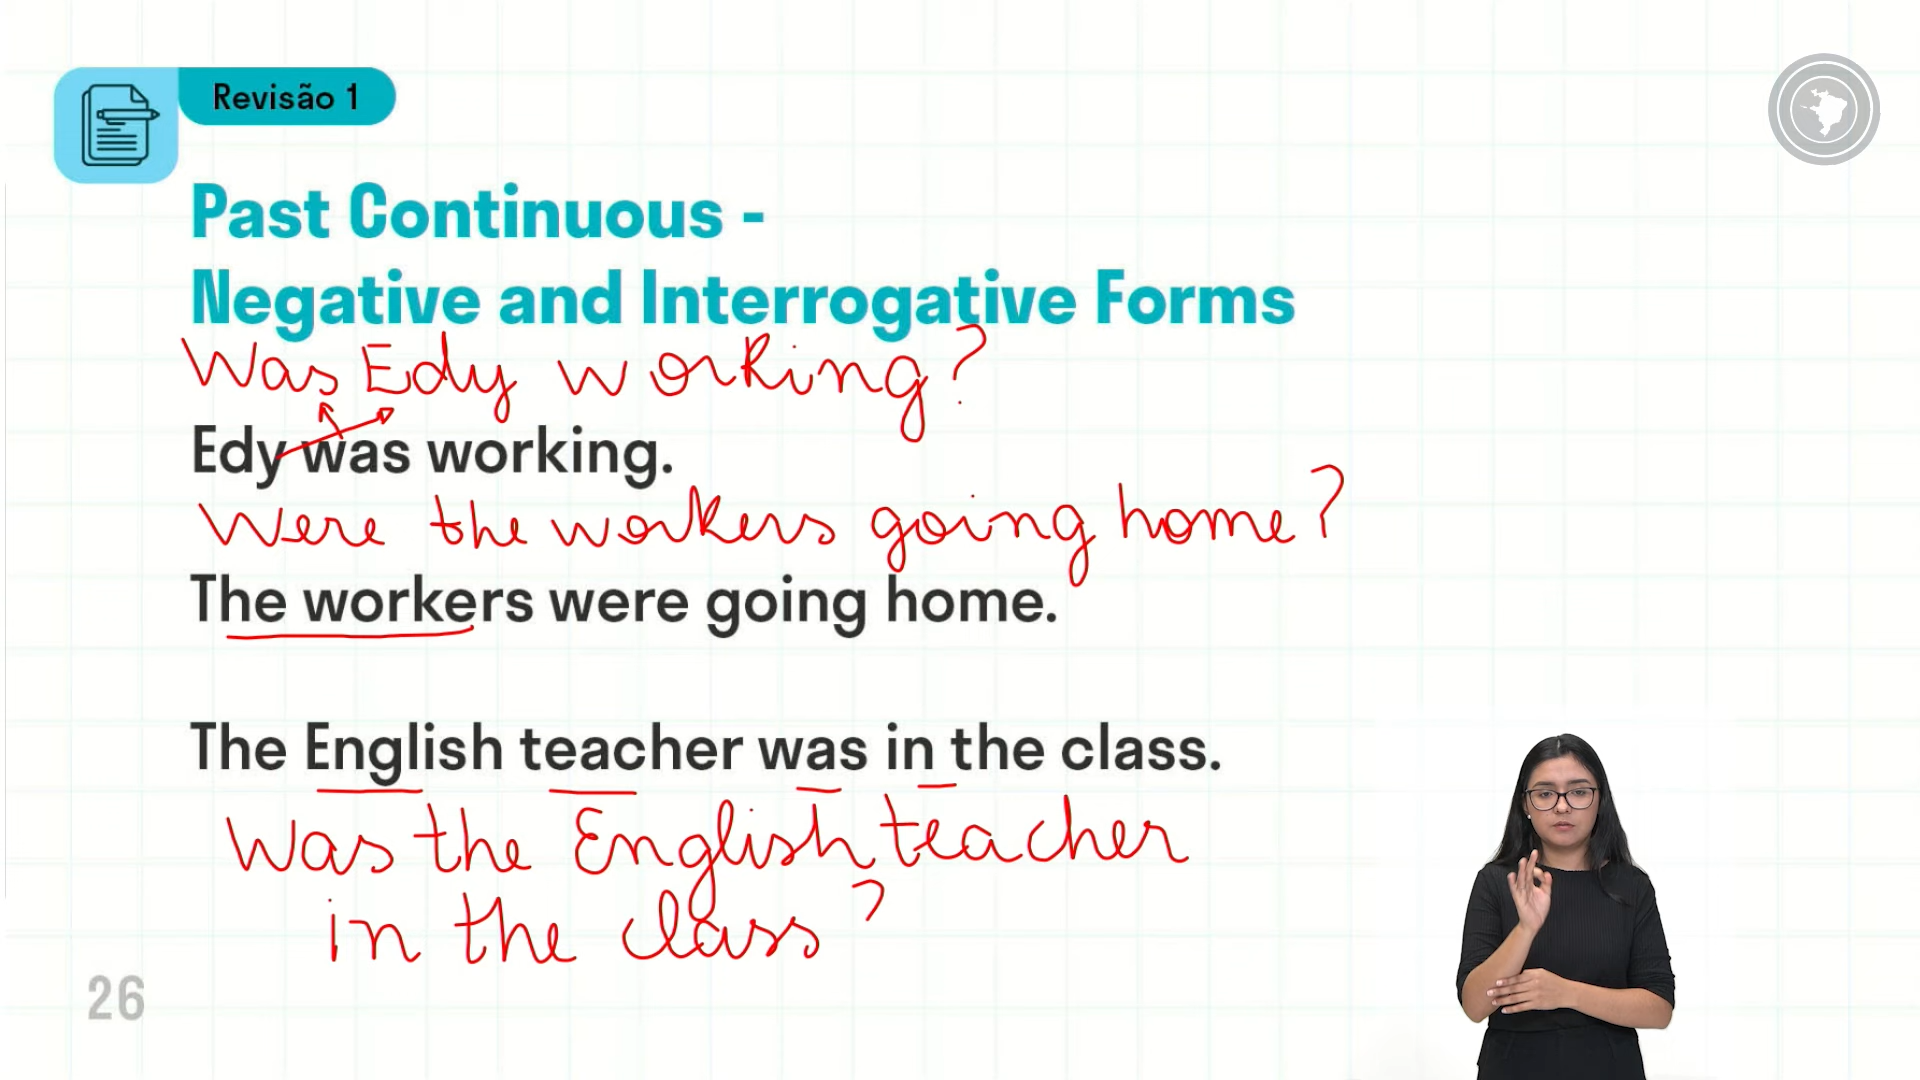 Revisão 1
Past Continuous -
Negative and Interrogative Forms
Was Edy working?
Edy was working.
Were the workers going home?
The workers were going home.
The English teacher was in the class.
Was the English teacher
in the class?
26